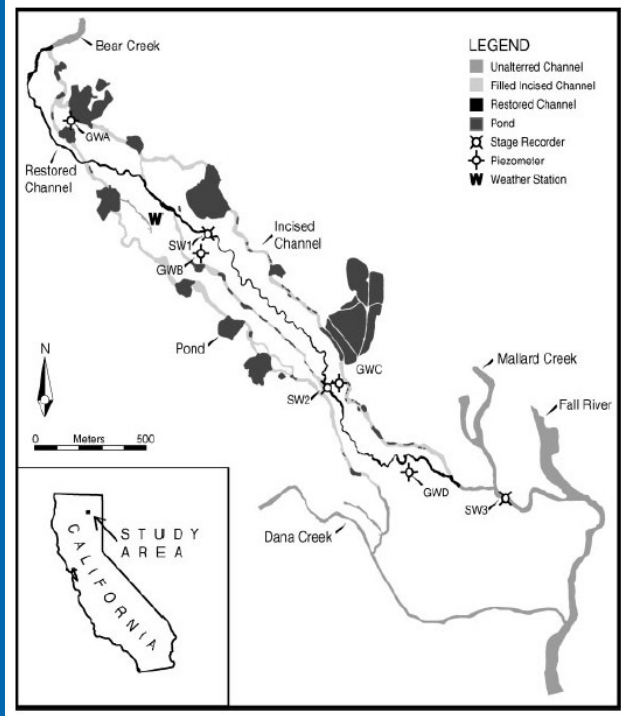 Bear Creek
LEGEND
Unalterred Channel
Filled Incised Channel
Restored Channel
Pond
Stage Recorder
Piezometer
W Weather Station
GWA
Restored
Channel
W
SW1
GWB
Incised
Channel
Pond
GWC
SW2
Mallard Creek
Fall River
N
0 Meters 500
GWD
SW3
Dana Creek
STUDY
AREA
CALIFORNIA